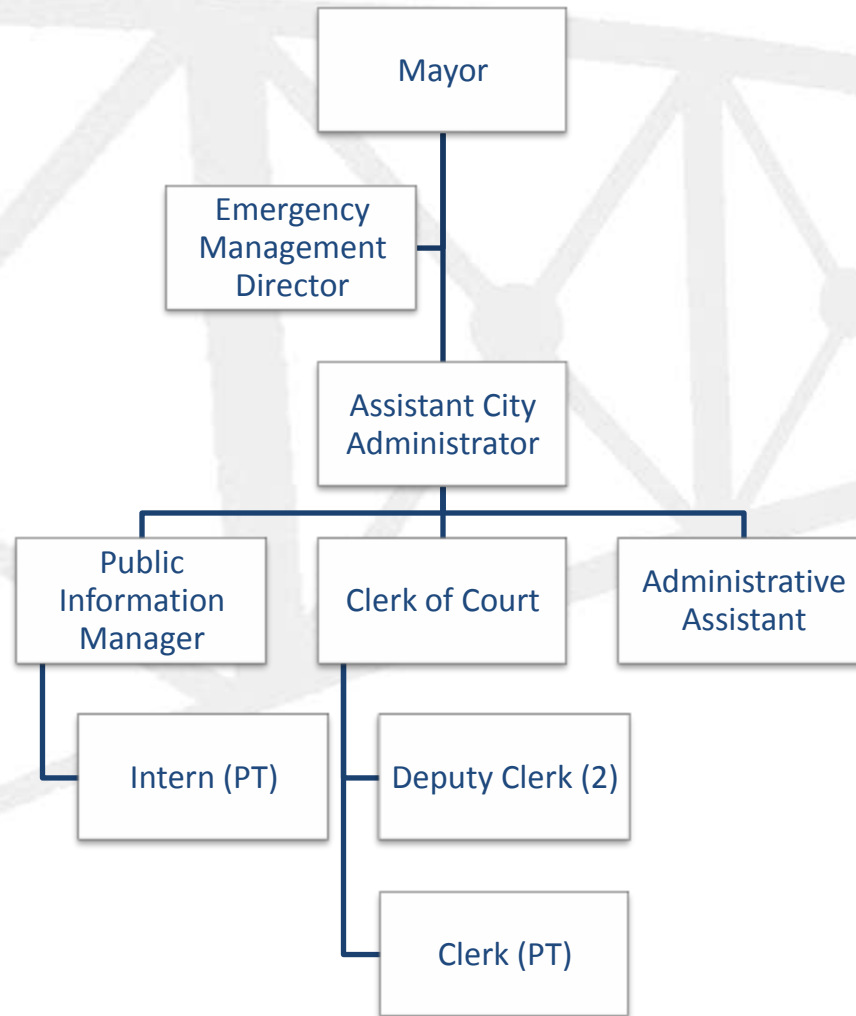 Mayor
Emergency
Management
Director
Assistant City
Administrator
Public
Information
Manager
Clerk of Court
Administrative
Assistant
Intern (PT)
Deputy Clerk (2)
Clerk (PT)